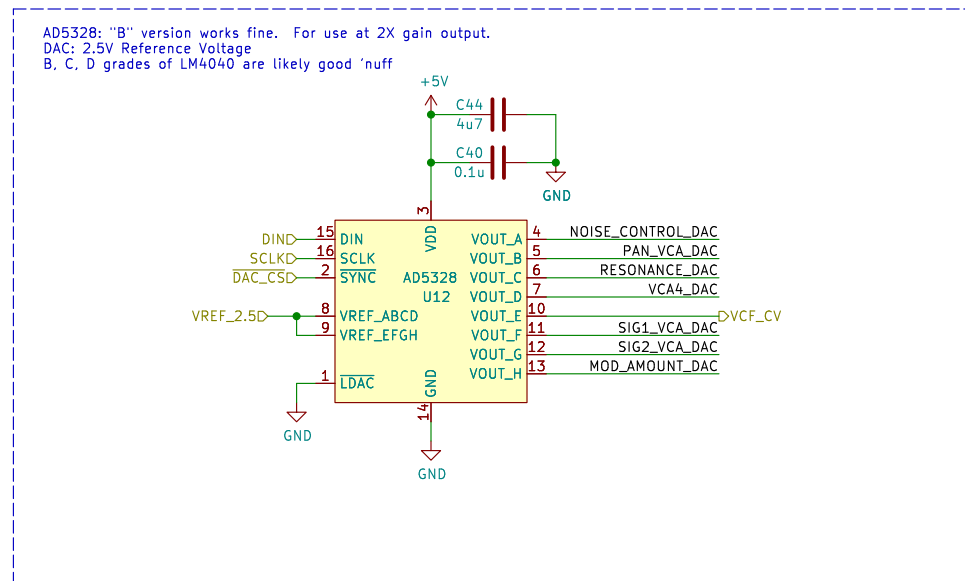 AD5328: "B" version works fine.  For use at 2X gain output.
DAC: 2.5V Reference Voltage
B, C, D grades of LM4040 are likely good 'nuff
+5V
C44
4u7
C40
0.1u
GND
3
VDD
15 DIN
DIN
16 SCLK
SCLK
2 SYNC
DAC_CS
8 VREF_ABCD
VREF_2.5
9 VREF_EFGH
1 LDAC
GND
AD5328
U12
VOUT_A 4 NOISE_CONTROL_DAC
VOUT_B 5 PAN_VCA_DAC
VOUT_C 6 RESONANCE_DAC
VOUT_D 7 VCA4_DAC
VOUT_E 10 VCF_CV
VOUT_F 11 SIG1_VCA_DAC
VOUT_G 12 SIG2_VCA_DAC
VOUT_H 13 MOD_AMOUNT_DAC
GND
14
GND